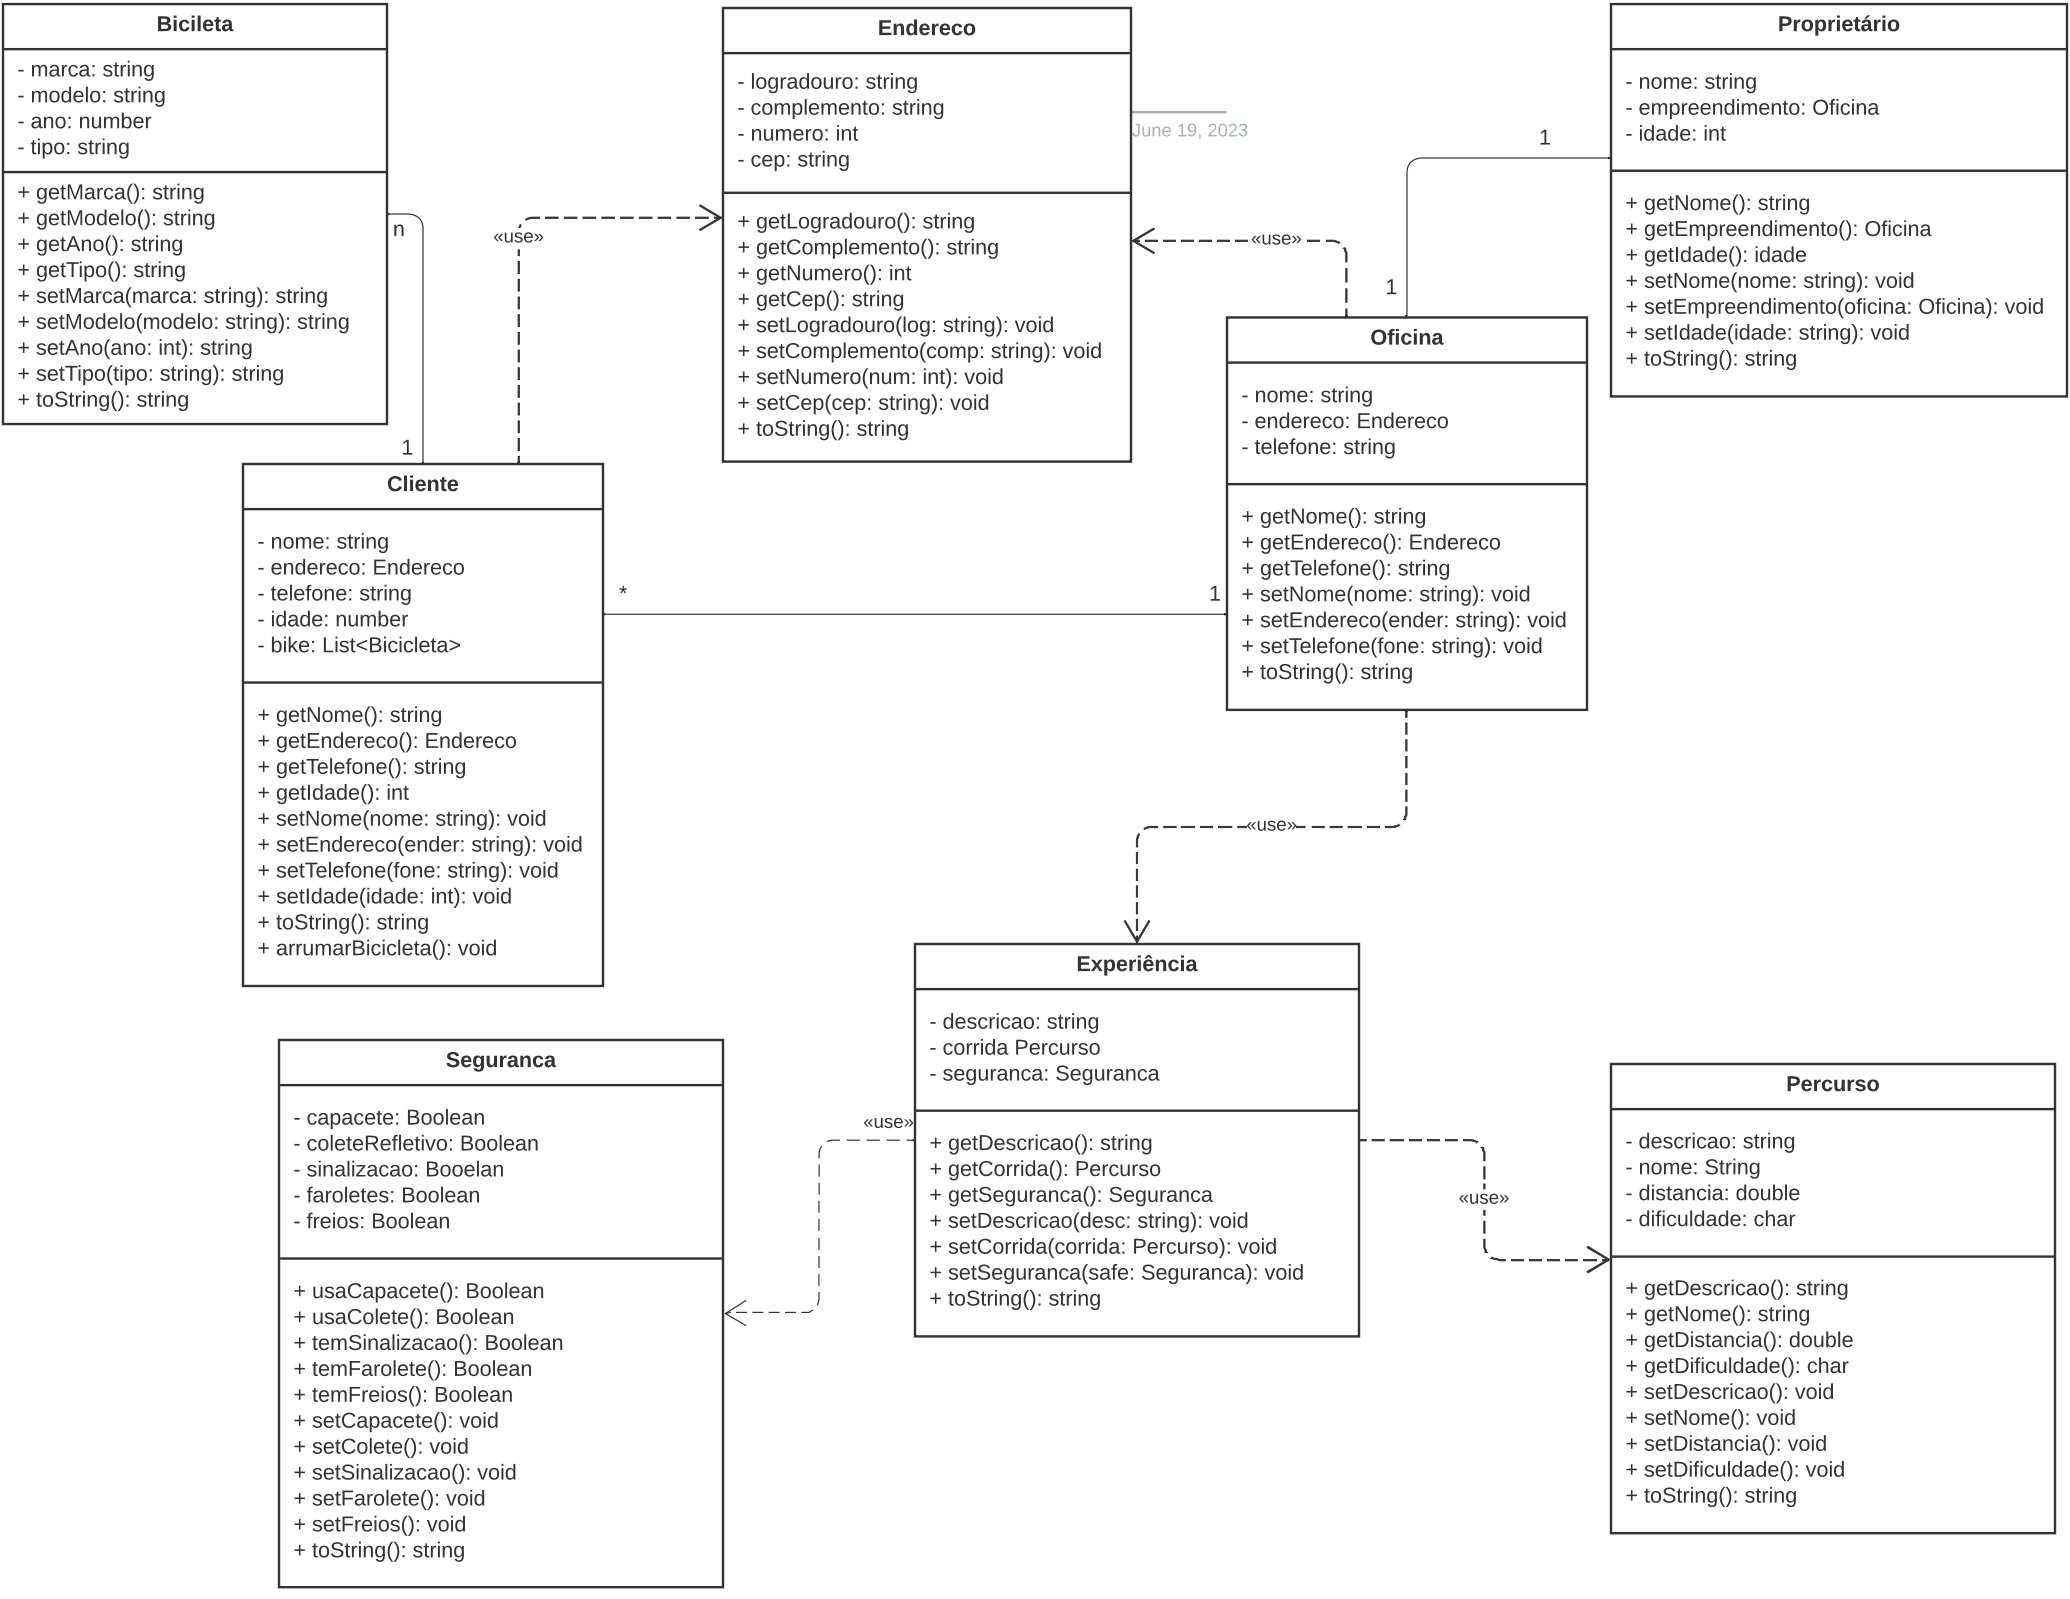 Bicileta
- marca: string
- modelo: string
- ano: number
- tipo: string
+ getMarca(): string
+ getModelo(): string
+ getAno(): string
+ getTipo(): string
+ setMarca(marca: string): string
+ setModelo(modelo: string): string
+ setAno(ano: int): string
+ setTipo(tipo: string): string
+ toString(): string
n
1
«use»
Endereco
- logradouro: string
- complemento: string
- numero: int
- cep: string
+ getLogradouro(): string
+ getComplemento(): string
+ getNumero(): int
+ getCep(): string
+ setLogradouro(log: string): void
+ setComplemento(comp: string): void
+ setNumero(num: int): void
+ setCep(cep: string): void
+ toString(): string
June 19, 2023
«use»
1
1
Proprietário
- nome: string
- empreendimento: Oficina
- idade: int
+ getNome(): string
+ getEmpreendimento(): Oficina
+ getIdade(): idade
+ setNome(nome: string): void
+ setEmpreendimento(oficina: Oficina): void
+ setIdade(idade: string): void
+ toString(): string
Oficina
- nome: string
- endereco: Endereco
- telefone: string
+ getNome(): string
+ getEndereco(): Endereco
+ getTelefone(): string
+ setNome(nome: string): void
+ setEndereco(ender: string): void
+ setTelefone(fone: string): void
+ toString(): string
Cliente
- nome: string
- endereco: Endereco
- telefone: string
- idade: number
- bike: List<Bicicleta>
+ getNome(): string
+ getEndereco(): Endereco
+ getTelefone(): string
+ getIdade(): int
+ setNome(nome: string): void
+ setEndereco(ender: string): void
+ setTelefone(fone: string): void
+ setIdade(idade: int): void
+ toString(): string
+ arrumarBicicleta(): void
*
1
«use»
Experiência
- descricao: string
- corrida Percurso
- seguranca: Seguranca
+ getDescricao(): string
+ getCorrida(): Percurso
+ getSeguranca(): Seguranca
+ setDescricao(desc: string): void
+ setCorrida(corrida: Percurso): void
+ setSeguranca(safe: Seguranca): void
+ toString(): string
«use»
«use»
Seguranca
- capacete: Boolean
- coleteRefletivo: Boolean
- sinalizacao: Booelan
- faroletes: Boolean
- freios: Boolean
+ usaCapacete(): Boolean
+ usaColete(): Boolean
+ temSinalizacao(): Boolean
+ temFarolete(): Boolean
+ temFreios(): Boolean
+ setCapacete(): void
+ setColete(): void
+ setSinalizacao(): void
+ setFarolete(): void
+ setFreios(): void
+ toString(): string
Percurso
- descricao: string
- nome: String
- distancia: double
- dificuldade: char
+ getDescricao(): string
+ getNome(): string
+ getDistancia(): double
+ getDificuldade(): char
+ setDescricao(): void
+ setNome(): void
+ setDistancia(): void
+ setDificuldade(): void
+ toString(): string